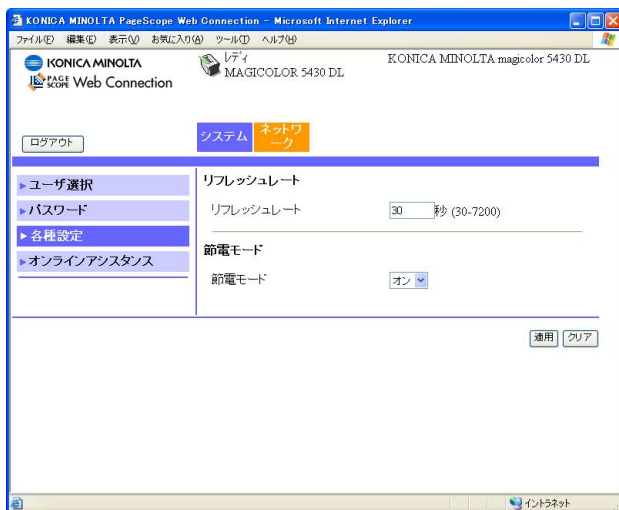 KONICA MINOLTA PageScope Web Connection - Microsoft Internet Explorer
ファイル(F) 編集(E) 表示(V) お気に入り(A) ツール(T) ヘルプ(H)
KONICA MINOLTA
PAGE SCOPE Web Connection
レディ
MAGICOLOR 5430 DL
KONICA MINOLTA magicolor 5430 DL
ログアウト
システム
ネットワ
ーク
ユーザ選択
パスワード
各種設定
オンラインアシスタンス
リフレッシュレート
リフレッシュレート 30 秒 (30-7200)
節電モード
節電モード オン
適用 クリア
イントラネット